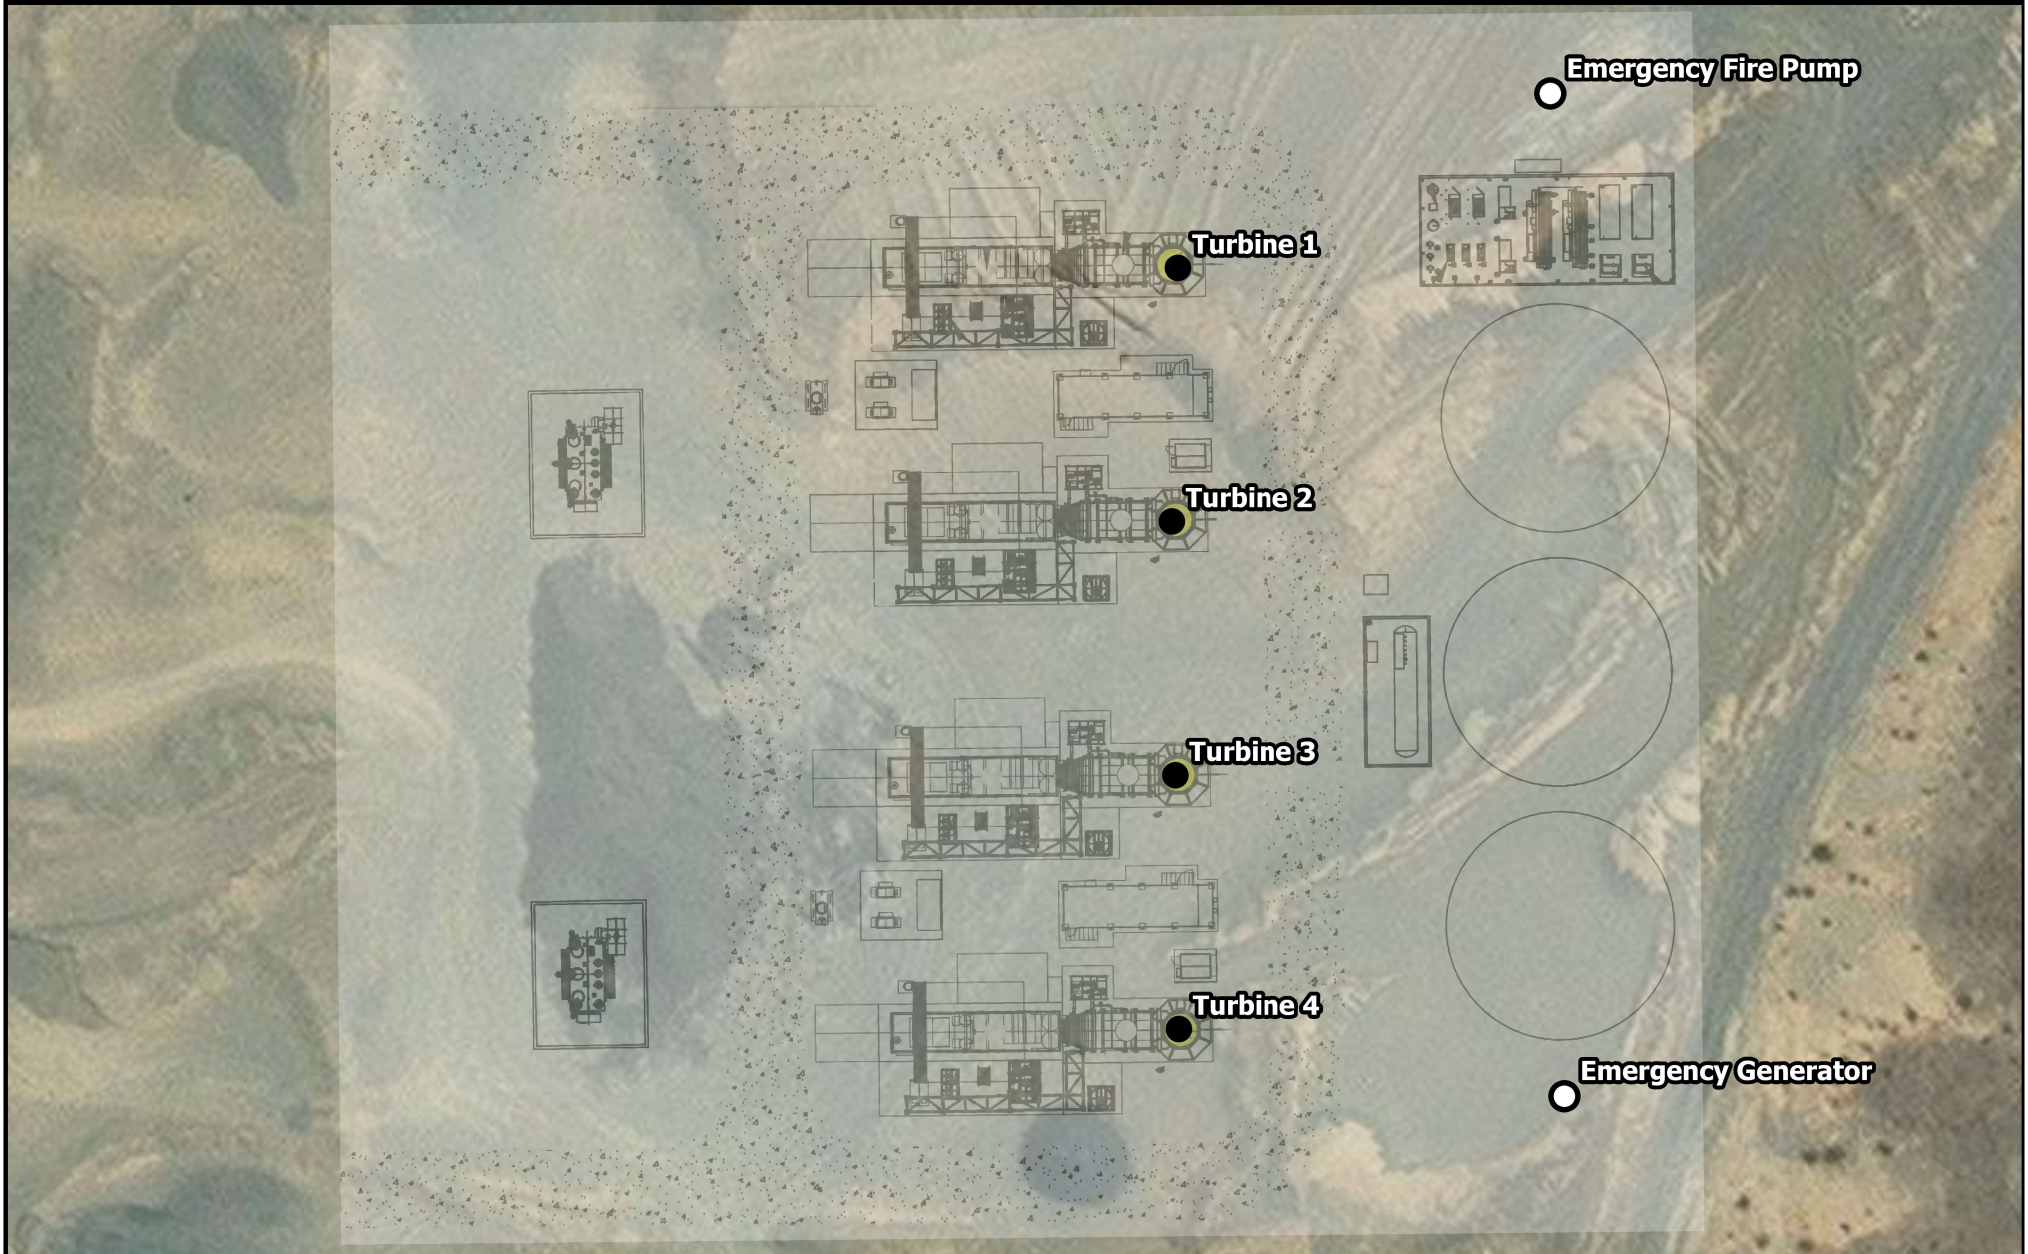 Emergency Fire Pump
Turbine 1
Turbine 2
Turbine 3
Turbine 4
Emergency Generator